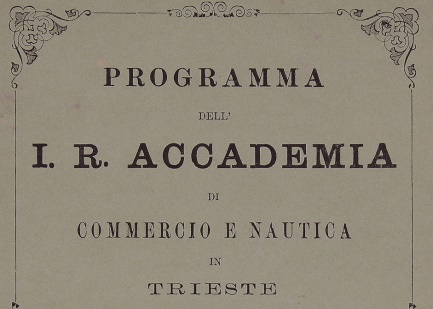 PROGRAMMA
DELL'
I. R. ACCADEMIA
DI
COMMERCIO E NAUTICA
IN
TRIESTE